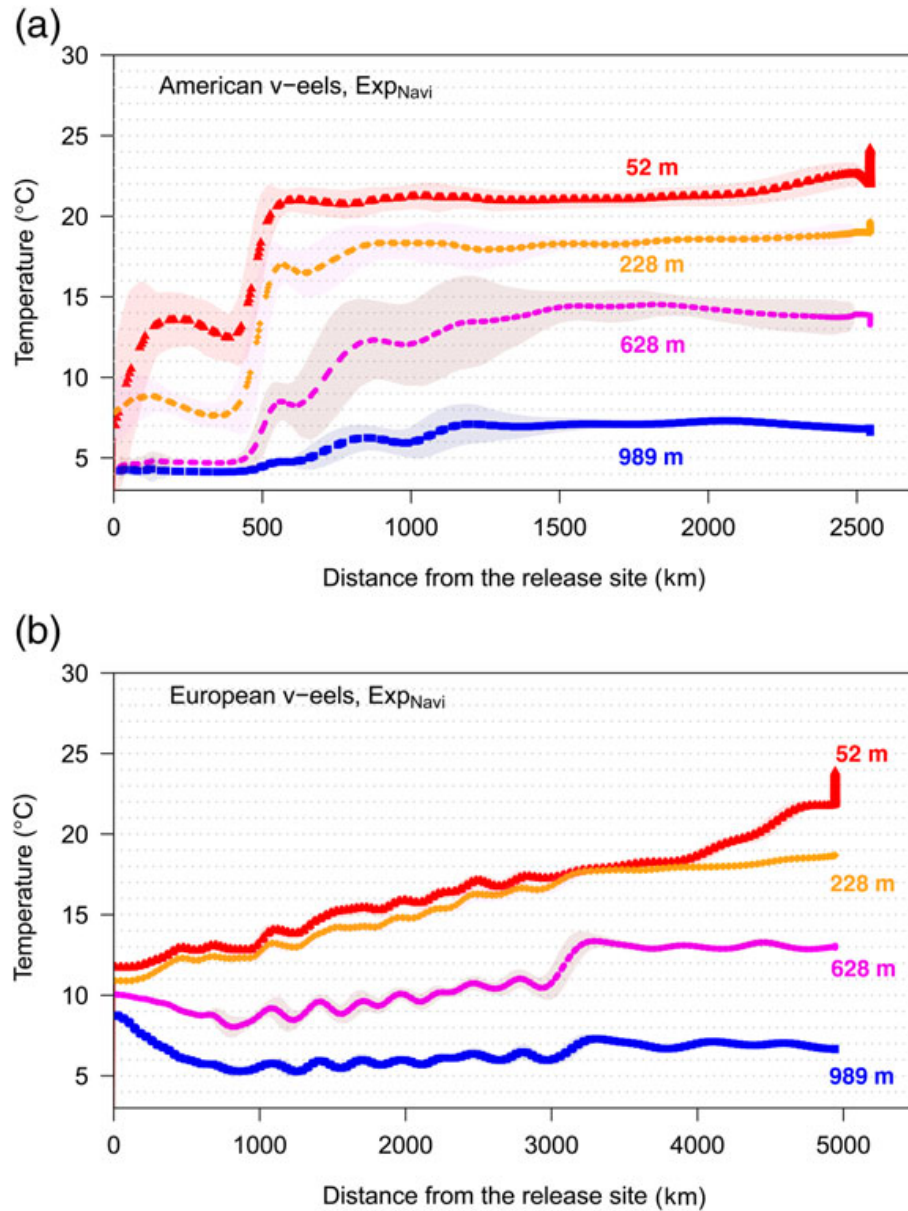 (a)
American v−eels, ExpNavi
30
25
20
15
10
5
Temperature (°C)
52 m
228 m
628 m
989 m
0 500 1000 1500 2000 2500
Distance from the release site (km)
(b)
European v−eels, ExpNavi
30
25
20
15
10
5
Temperature (°C)
52 m
228 m
628 m
989 m
0 1000 2000 3000 4000 5000
Distance from the release site (km)